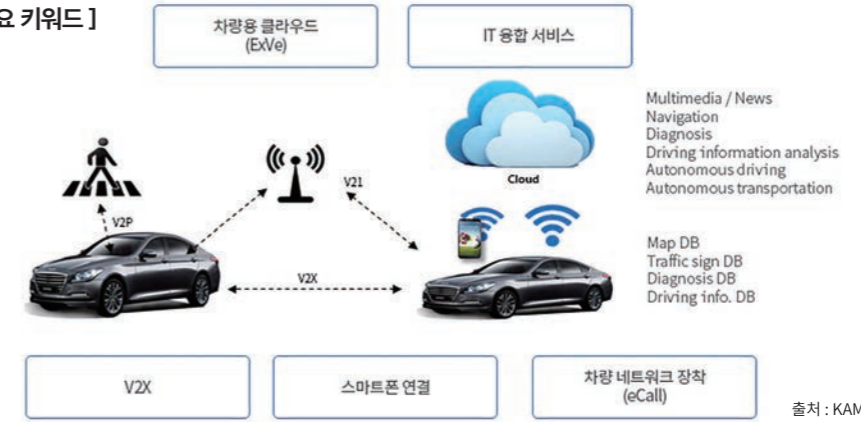 요 키워드 ]
차량용 클라우드
(ExVe)
IT 융합 서비스
Multimedia / News
Navigation
Diagnosis
Driving information analysis
Autonomous driving
Autonomous transportation
Cloud
V21
V2P
V2X
Map DB
Traffic sign DB
Diagnosis DB
Driving info. DB
V2X
스마트폰 연결
차량 네트워크 장착
(eCall)
출처 : KAM